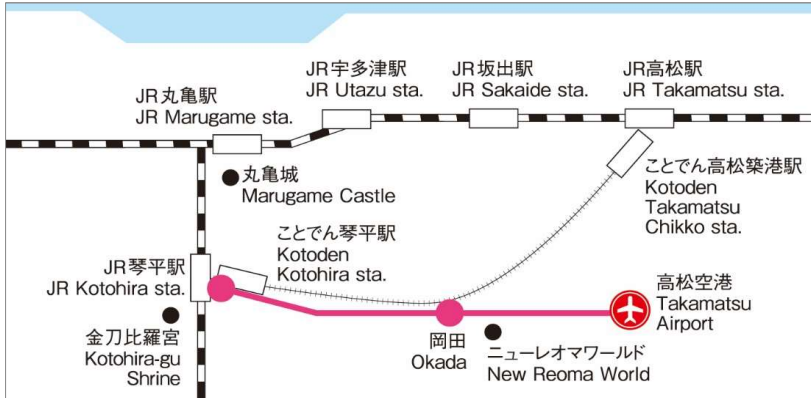 JR宇多津駅
JR Utazu sta.
JR坂出駅
JR Sakaide sta.
JR高松駅
JR Takamatsu sta.
JR丸亀駅
JR Marugame sta.
丸亀城
Marugame Castle
ことでん高松築港駅
Kotoden
Takamatsu
Chikko sta.
ことでん琴平駅
Kotoden
Kotohira sta.
JR琴平駅
JR Kotohira sta.
高松空港
Takamatsu
Airport
金刀比羅宮
Kotohira-gu
Shrine
岡田
Okada
ニューレオマワールド
New Reoma World